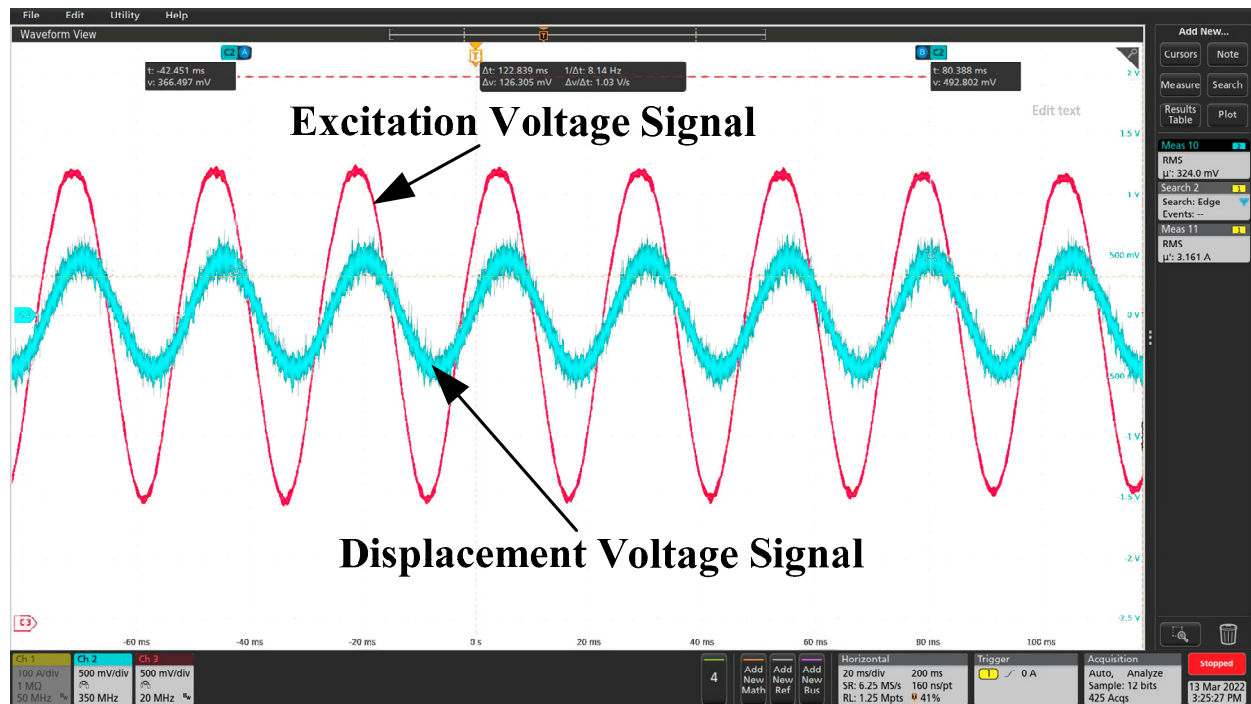 File Edit Utility Help
Waveform View
Add New...
Cursors Note
Measure Search
Results Table Plot
C2 A
t: -42.451 ms
v: 366.497 mV
T
Δt: 122.839 ms 1/Δt: 8.14 Hz
Δv: 126.305 mV Δv/Δt: 1.03 V/s
B C2
t: 80.388 ms
v: 492.802 mV
Edit text
Excitation Voltage Signal
Displacement Voltage Signal
2 V
1.5 V
1 V
500 mV
0 V
-1 V
-1.5 V
-2 V
-2.5 V
C3
-60 ms -40 ms -20 ms 0 s 20 ms 40 ms 60 ms 80 ms 100 ms
Meas 10 2
RMS
µ': 324.0 mV
Search 2 1
Search: Edge
Events: --
Meas 11 1
RMS
µ': 3.161 A
Ch 1
100 A/div
1 MΩ
50 MHz
Ch 2
500 mV/div
350 MHz
Ch 3
500 mV/div
20 MHz
4
Add New Math
Add New Ref
Add New Bus
Horizontal
20 ms/div 200 ms
SR: 6.25 MS/s 160 ns/pt
RL: 1.25 Mpts 41%
Trigger
1 0 A
Acquisition
Auto, Analyze
Sample: 12 bits
425 Acqs
Stopped
13 Mar 2022
3:25:27 PM